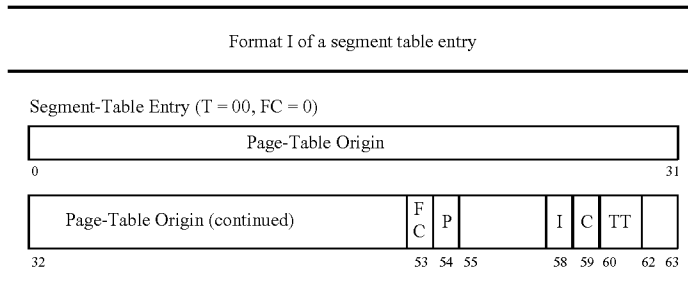 Format I of a segment table entry
Segment-Table Entry (T = 00, FC = 0)
Page-Table Origin
0 31
Page-Table Origin (continued) F C P I C TT
32 53 54 55 58 59 60 62 63